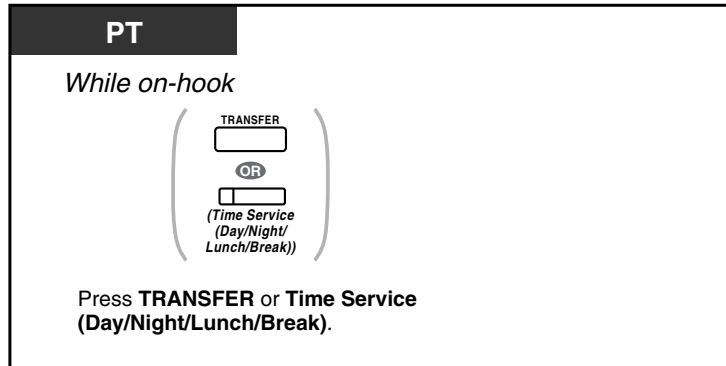 PT
While on-hook
TRANSFER
OR
(Time Service
(Day/Night/
Lunch/Break))
Press TRANSFER or Time Service
(Day/Night/Lunch/Break).